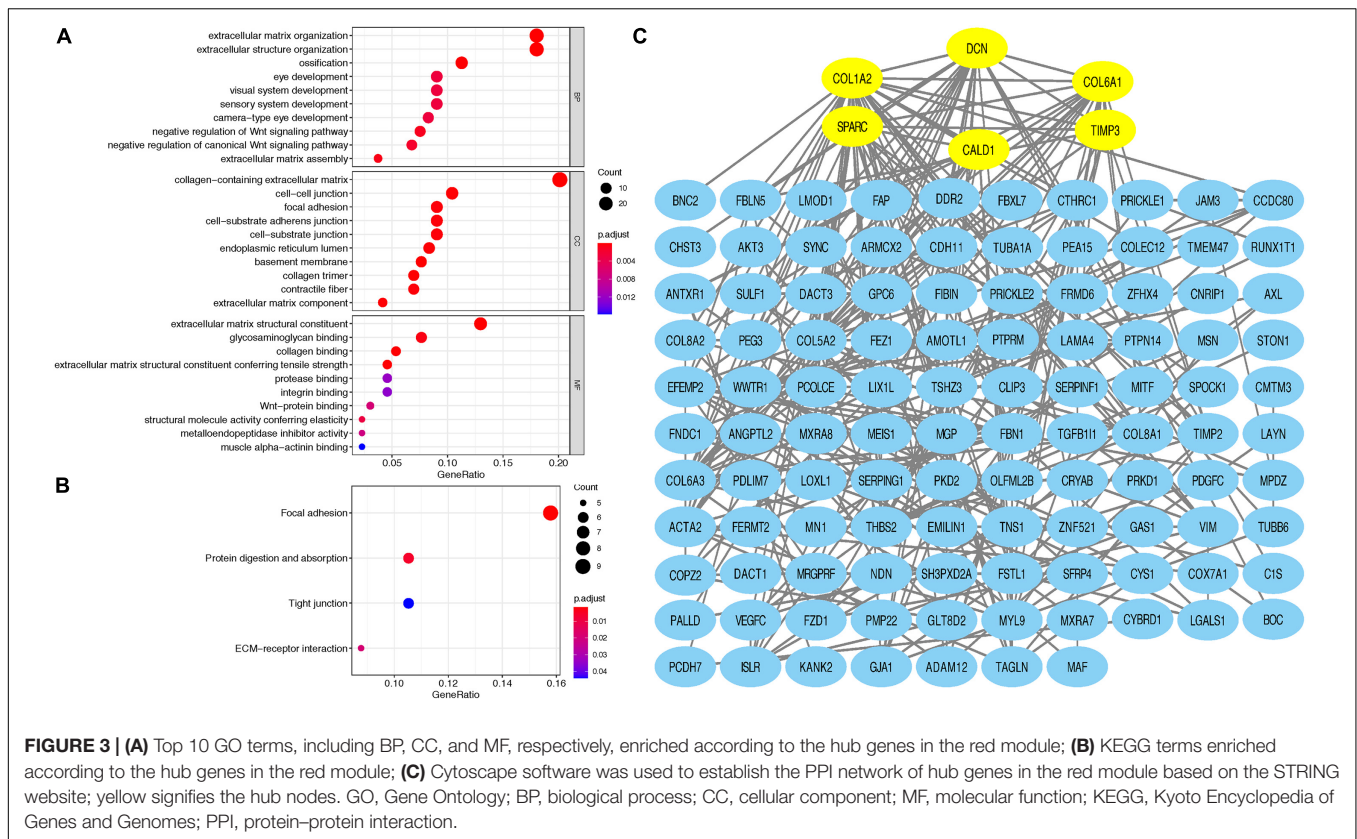 A
extracellular matrix organization
extracellular structure organization
ossification
eye development
visual system development
sensory system development
camera-type eye development
negative regulation of Wnt signaling pathway
negative regulation of canonical Wnt signaling pathway
extracellular matrix assembly
BP
collagen-containing extracellular matrix
cell-cell junction
focal adhesion
cell-substrate adherens junction
cell-substrate junction
endoplasmic reticulum lumen
basement membrane
collagen trimer
contractile fiber
extracellular matrix component
CC
extracellular matrix structural constituent
glycosaminoglycan binding
collagen binding
extracellular matrix structural constituent conferring tensile strength
protease binding
integrin binding
Wnt-protein binding
structural molecule activity conferring elasticity
metalloendopeptidase inhibitor activity
muscle alpha-actinin binding
MF
0.05 0.10 0.15 0.20
GeneRatio
Count
10
20
p.adjust
0.004
0.008
0.012
B
Focal adhesion
Protein digestion and absorption
Tight junction
ECM-receptor interaction
0.10 0.12 0.14 0.16
GeneRatio
Count
5
6
7
8
9
p.adjust
0.01
0.02
0.03
0.04
C
DCN
COL1A2 COL6A1
SPARC TIMP3
CALD1
BNC2 FBLN5 LMOD1 FAP DDR2 FBXL7 CTHRC1 PRICKLE1 JAM3 CCDC80
CHST3 AKT3 SYNC ARMCX2 CDH11 TUBA1A PEA15 COLEC12 TMEM47 RUNX1T1
ANTXR1 SULF1 DACT3 GPC6 FIBIN PRICKLE2 FRMD6 ZFHX4 CNRIP1 AXL
COL8A2 PEG3 COL5A2 FEZ1 AMOTL1 PTPRM LAMA4 PTPN14 MSN STON1
EFEMP2 WWTR1 PCOLCE LIX1L TSHZ3 CLIP3 SERPINF1 MITF SPOCK1 CMTM3
FNDC1 ANGPTL2 MXRA8 MEIS1 MGP FBN1 TGFB1I1 COL8A1 TIMP2 LAYN
COL6A3 PDLIM7 LOXL1 SERPING1 PKD2 OLFML2B CRYAB PRKD1 PDGFC MPDZ
ACTA2 FERMT2 MN1 THBS2 EMILIN1 TNS1 ZNF521 GAS1 VIM TUBB6
COPZ2 DACT1 MRGPRF NDN SH3PXD2A FSTL1 SFRP4 CYS1 COX7A1 C1S
PALLD VEGFC FZD1 PMP22 GLT8D2 MYL9 MXRA7 CYBRD1 LGALS1 BOC
PCDH7 ISLR KANK2 GJA1 ADAM12 TAGLN MAF
FIGURE 3 | (A) Top 10 GO terms, including BP, CC, and MF, respectively, enriched according to the hub genes in the red module; (B) KEGG terms enriched
according to the hub genes in the red module; (C) Cytoscape software was used to establish the PPI network of hub genes in the red module based on the STRING
website; yellow signifies the hub nodes. GO, Gene Ontology; BP, biological process; CC, cellular component; MF, molecular function; KEGG, Kyoto Encyclopedia of
Genes and Genomes; PPI, protein–protein interaction.